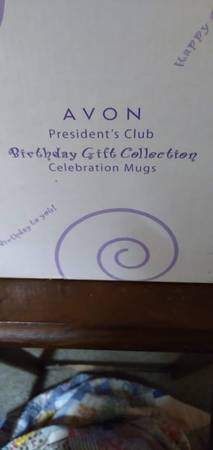 Happy
AVON
President's Club
Birthday Gift Collection
Celebration Mugs
Birthday to you!